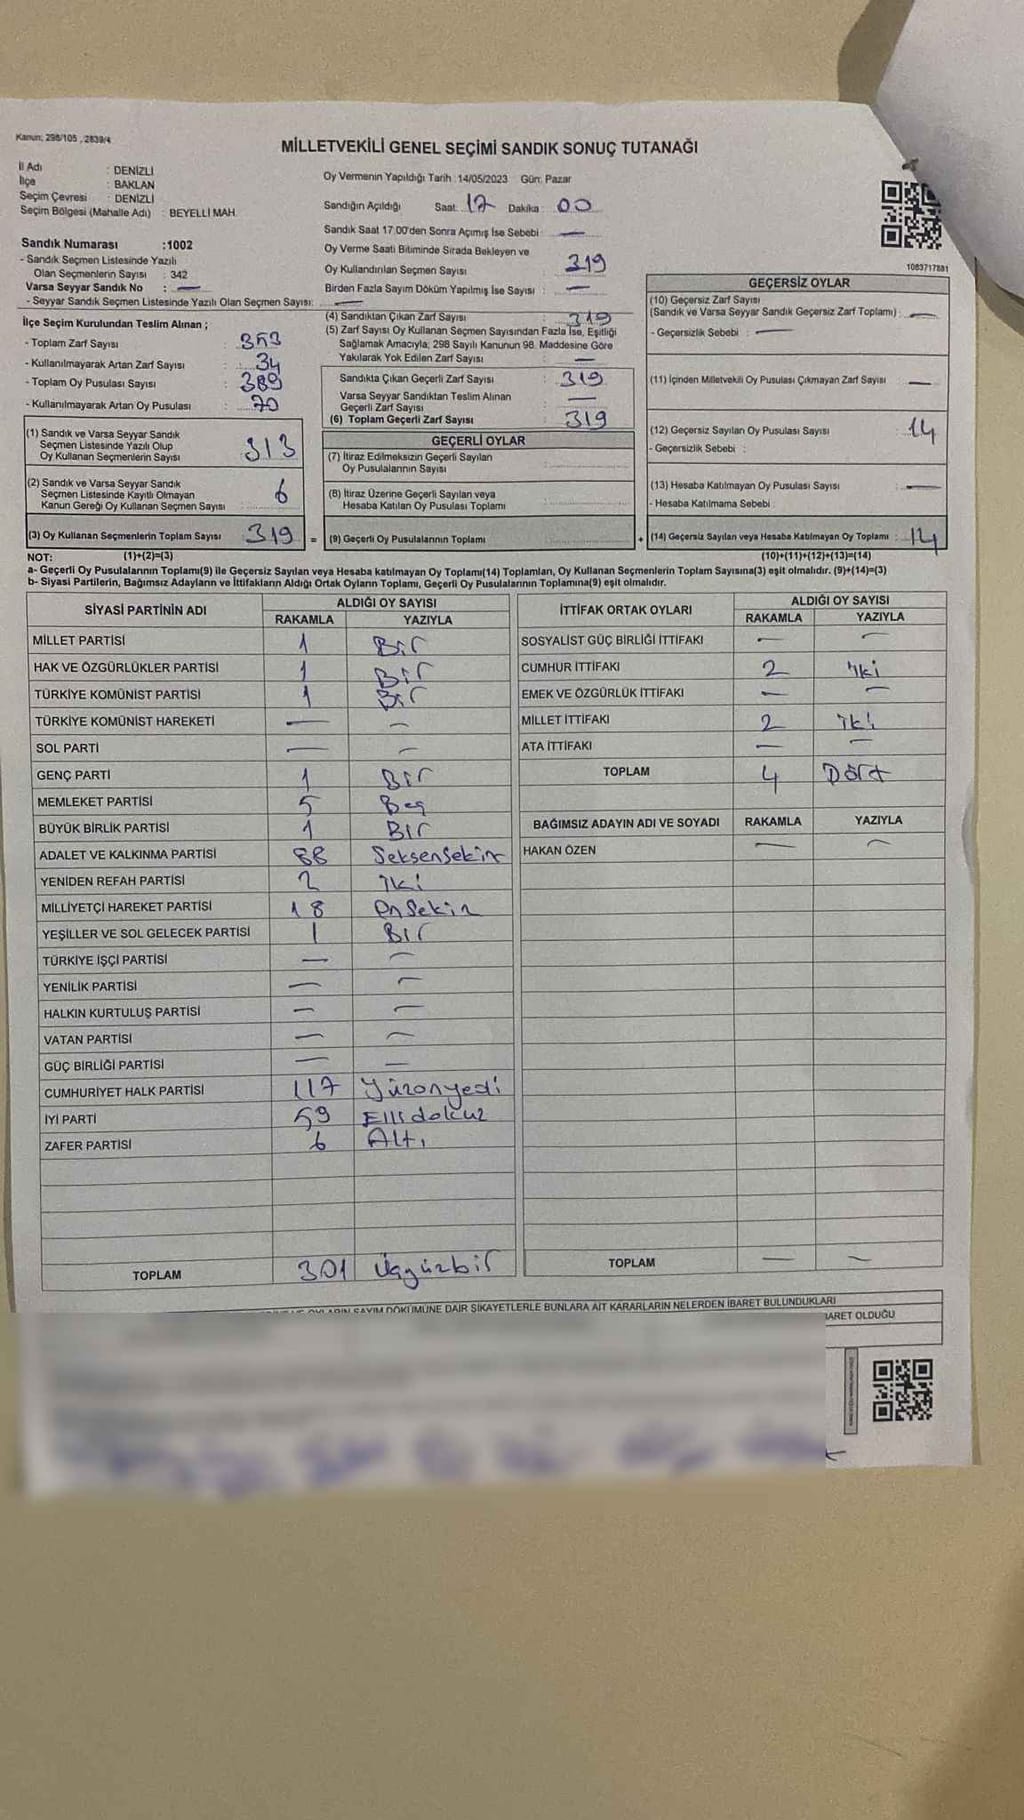 Kanun: 298/105 , 2839/4
MİLLETVEKİLİ GENEL SEÇİMİ SANDIK SONUÇ TUTANAĞI
İl Adı : DENİZLİ
İlçe : BAKLAN
Seçim Çevresi : DENİZLİ
Seçim Bölgesi (Mahalle Adı) : BEYELLİ MAH.
Sandık Numarası :1002
- Sandık Seçmen Listesinde Yazılı
Olan Seçmenlerin Sayısı : 342
Varsa Seyyar Sandık No : —
- Seyyar Sandık Seçmen Listesinde Yazılı Olan Seçmen Sayısı: —
Oy Vermenin Yapıldığı Tarih :14/05/2023 Gün: Pazar
Sandığın Açıldığı Saat: 17 Dakika : 00
Sandık Saat 17.00'den Sonra Açımış İse Sebebi : —
Oy Verme Saati Bitiminde Sırada Bekleyen ve
Oy Kullandırılan Seçmen Sayısı : 319
Birden Fazla Sayım Döküm Yapılmış İse Sayısı : —
1083717881
İlçe Seçim Kurulundan Teslim Alınan ;
- Toplam Zarf Sayısı : 353
- Kullanılmayarak Artan Zarf Sayısı : 34
- Toplam Oy Pusulası Sayısı : 389
- Kullanılmayarak Artan Oy Pusulası : 70
(1) Sandık ve Varsa Seyyar Sandık
Seçmen Listesinde Yazılı Olup
Oy Kullanan Seçmenlerin Sayısı : 313
(2) Sandık ve Varsa Seyyar Sandık
Seçmen Listesinde Kayıtlı Olmayan
Kanun Gereği Oy Kullanan Seçmen Sayısı : 6
(3) Oy Kullanan Seçmenlerin Toplam Sayısı : 319
(4) Sandıktan Çıkan Zarf Sayısı : 319
(5) Zarf Sayısı Oy Kullanan Seçmen Sayısından Fazla İse, Eşitliği
Sağlamak Amacıyla; 298 Sayılı Kanunun 98. Maddesine Göre
Yakılarak Yok Edilen Zarf Sayısı : —
Sandıkta Çıkan Geçerli Zarf Sayısı : 319
Varsa Seyyar Sandıktan Teslim Alınan
Geçerli Zarf Sayısı : —
(6) Toplam Geçerli Zarf Sayısı : 319
GEÇERLİ OYLAR
(7) İtiraz Edilmeksizin Geçerli Sayılan
Oy Pusulalarının Sayısı :
(8) İtiraz Üzerine Geçerli Sayılan veya
Hesaba Katılan Oy Pusulası Toplamı :
= (9) Geçerli Oy Pusulalarının Toplamı :
GEÇERSİZ OYLAR
(10) Geçersiz Zarf Sayısı
(Sandık ve Varsa Seyyar Sandık Geçersiz Zarf Toplamı) : —
- Geçersizlik Sebebi : —
(11) İçinden Milletvekili Oy Pusulası Çıkmayan Zarf Sayısı : —
(12) Geçersiz Sayılan Oy Pusulası Sayısı : 14
- Geçersizlik Sebebi :
(13) Hesaba Katılmayan Oy Pusulası Sayısı : —
- Hesaba Katılmama Sebebi :
+ (14) Geçersiz Sayılan veya Hesaba Katılmayan Oy Toplamı : 14
NOT: (1)+(2)=(3) (10)+(11)+(12)+(13)=(14)
a- Geçerli Oy Pusulalarının Toplamı(9) ile Geçersiz Sayılan veya Hesaba katılmayan Oy Toplamı(14) Toplamları, Oy Kullanan Seçmenlerin Toplam Sayısına(3) eşit olmalıdır. (9)+(14)=(3)
b- Siyasi Partilerin, Bağımsız Adayların ve İttifakların Aldığı Ortak Oyların Toplamı, Geçerli Oy Pusulalarının Toplamına(9) eşit olmalıdır.
SİYASİ PARTİNİN ADI ALDIĞI OY SAYISI
RAKAMLA YAZIYLA
MİLLET PARTİSİ 1 Bir
HAK VE ÖZGÜRLÜKLER PARTİSİ 1 Bir
TÜRKİYE KOMÜNİST PARTİSİ 1 Bir
TÜRKİYE KOMÜNİST HAREKETİ — —
SOL PARTİ — —
GENÇ PARTİ 1 Bir
MEMLEKET PARTİSİ 5 Beş
BÜYÜK BİRLİK PARTİSİ 1 Bir
ADALET VE KALKINMA PARTİSİ 88 Seksensekiz
YENİDEN REFAH PARTİSİ 2 iki
MİLLİYETÇİ HAREKET PARTİSİ 18 onsekiz
YEŞİLLER VE SOL GELECEK PARTİSİ 1 Bir
TÜRKİYE İŞÇİ PARTİSİ — —
YENİLİK PARTİSİ — —
HALKIN KURTULUŞ PARTİSİ — —
VATAN PARTİSİ — —
GÜÇ BİRLİĞİ PARTİSİ — —
CUMHURİYET HALK PARTİSİ 117 Yüzonyedi
İYİ PARTİ 59 Ellidokuz
ZAFER PARTİSİ 6 Altı
TOPLAM 301 Üçyüzbir
İTTİFAK ORTAK OYLARI ALDIĞI OY SAYISI
RAKAMLA YAZIYLA
SOSYALİST GÜÇ BİRLİĞİ İTTİFAKI — —
CUMHUR İTTİFAKI 2 iki
EMEK VE ÖZGÜRLÜK İTTİFAKI — —
MİLLET İTTİFAKI 2 iki
ATA İTTİFAKI — —
TOPLAM 4 Dört
BAĞIMSIZ ADAYIN ADI VE SOYADI RAKAMLA YAZIYLA
HAKAN ÖZEN — —
TOPLAM — —
OYLARIN SAYIM DÖKÜMÜNE DAİR ŞİKAYETLERLE BUNLARA AİT KARARLARIN NELERDEN İBARET BULUNDUKLARI
BARET OLDUĞU